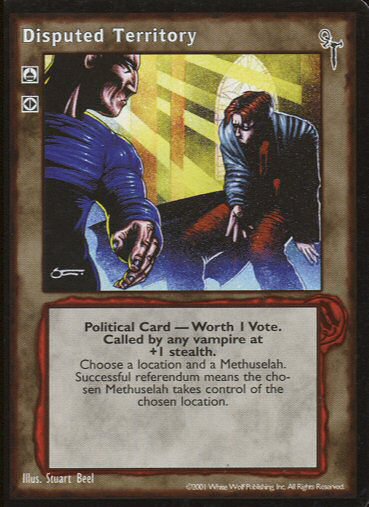 Disputed Territory
Political Card — Worth 1 Vote.
Called by any vampire at
+1 stealth.
Choose a location and a Methuselah.
Successful referendum means the cho-
sen Methuselah takes control of the
chosen location.
Illus. Stuart Beel
©2001 White Wolf Publishing, Inc. All Rights Reserved.